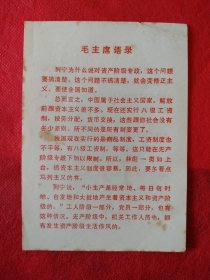 毛主席语录
列宁为什么说对资产阶级专政，这个问题
要搞清楚。这个问题不搞清楚，就会变修正主
义。要使全国知道。
总而言之，中国属于社会主义国家。解放
前跟资本主义差不多。现在还实行八级工资
制，按劳分配，货币交换，这些跟旧社会没有
多少差别。所不同的是所有制变更了。
我国现在实行的是商品制度，工资制度也
不平等，有八级工资制，等等。这只能在无产
阶级专政下加以限制。所以，林彪一类如上
台，搞资本主义制度很容易。因此，要多看点
马列主义的书。
列宁说，“小生产是经常地、每日每时
地、自发地和大批地产生着资本主义和资产阶
级的。”工人阶级一部分，党员一部分，也有
这种情况。无产阶级中，机关工作人员中，都
有发生资产阶级生活作风的。